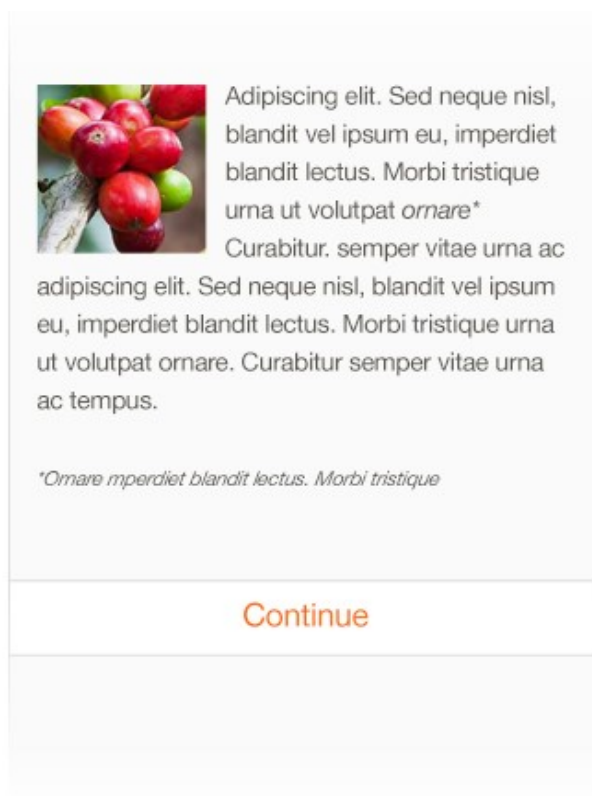 Adipiscing elit. Sed neque nisl,
blandit vel ipsum eu, imperdiet
blandit lectus. Morbi tristique
urna ut volutpat ornare*
Curabitur. semper vitae urna ac
adipiscing elit. Sed neque nisl, blandit vel ipsum
eu, imperdiet blandit lectus. Morbi tristique urna
ut volutpat ornare. Curabitur semper vitae urna
ac tempus.
*Ornare mperdiet blandit lectus. Morbi tristique
Continue